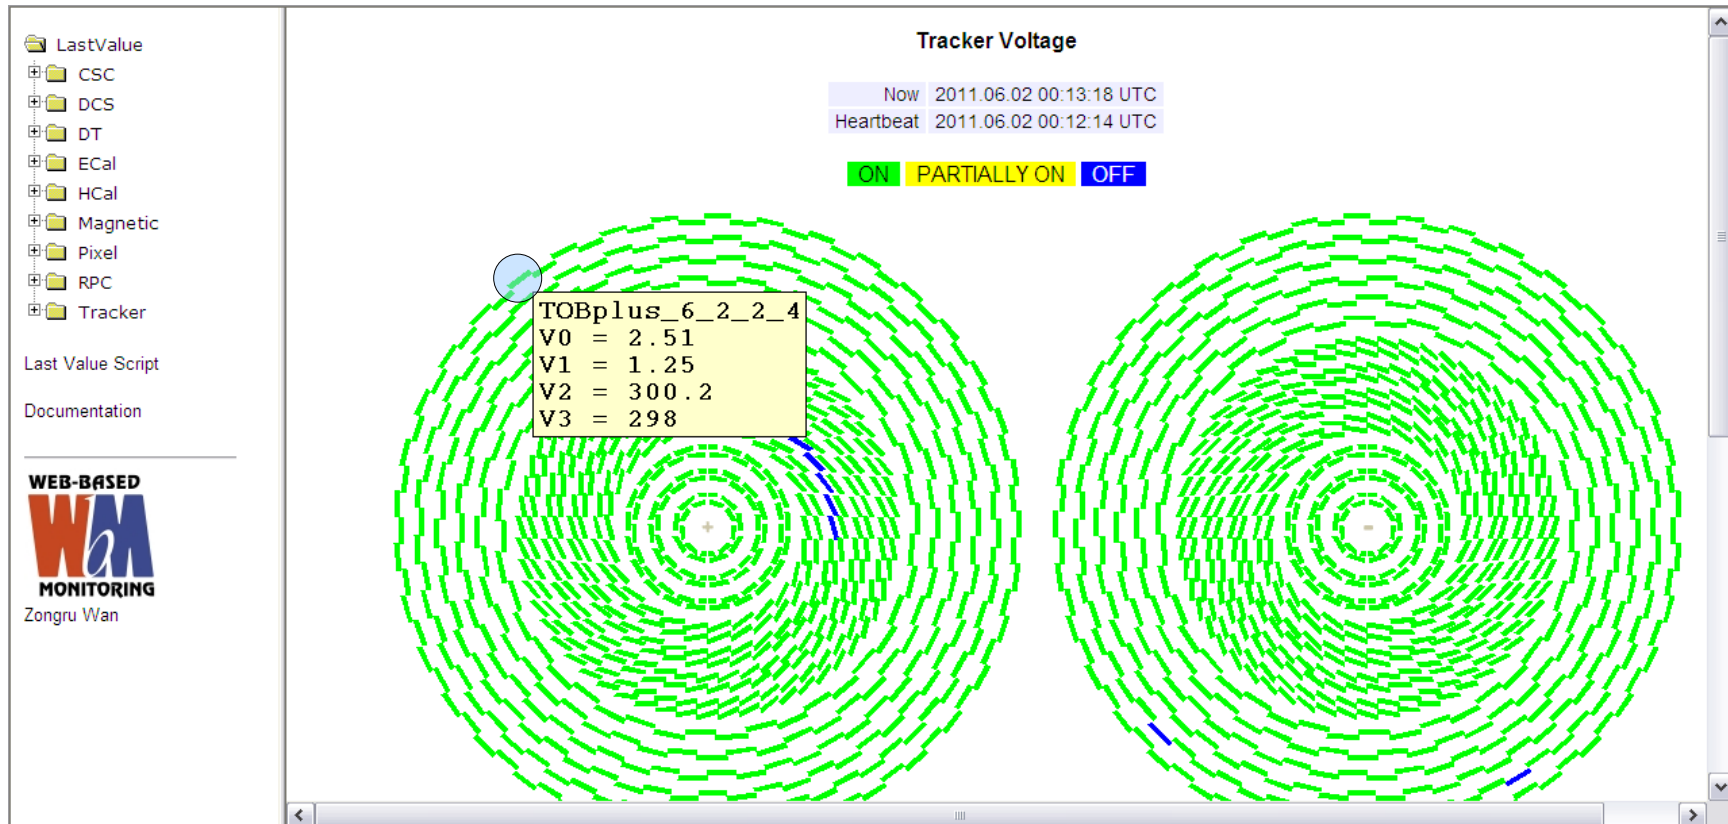 LastValue
CSC
DCS
DT
ECal
HCal
Magnetic
Pixel
RPC
Tracker
Last Value Script
Documentation
WEB-BASED
WbM
MONITORING
Zongru Wan
Tracker Voltage
Now 2011.06.02 00:13:18 UTC
Heartbeat 2011.06.02 00:12:14 UTC
ON PARTIALLY ON OFF
TOBplus_6_2_2_4
V0 = 2.51
V1 = 1.25
V2 = 300.2
V3 = 298
+ -